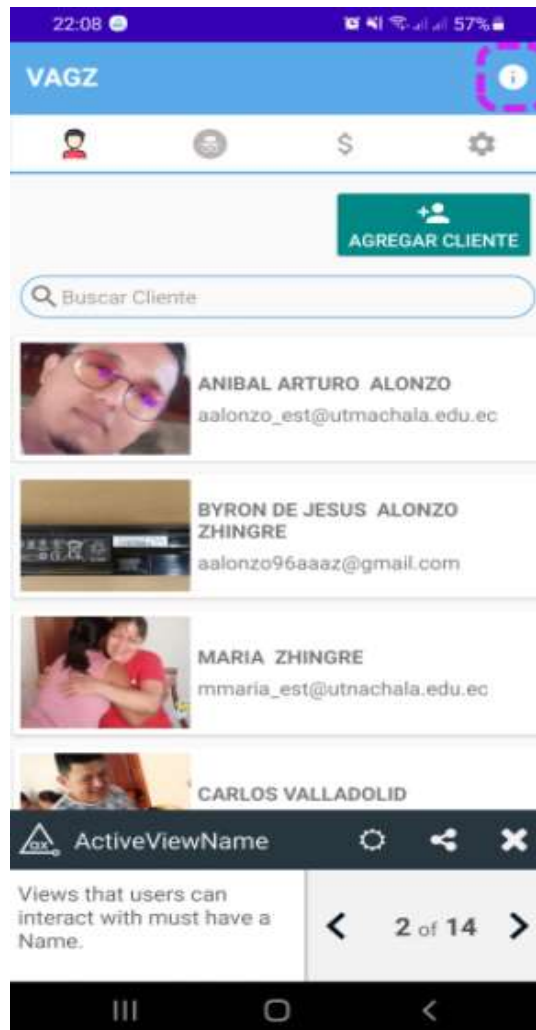 22:08 57%
VAGZ
AGREGAR CLIENTE
Buscar Cliente
ANIBAL ARTURO ALONZO
aalonzo_est@utmachala.edu.ec
BYRON DE JESUS ALONZO
ZHINGRE
aalonzo96aaaz@gmail.com
MARIA ZHINGRE
mmaria_est@utnachala.edu.ec
CARLOS VALLADOLID
ax ActiveViewName
Views that users can
interact with must have a
Name.
2 of 14